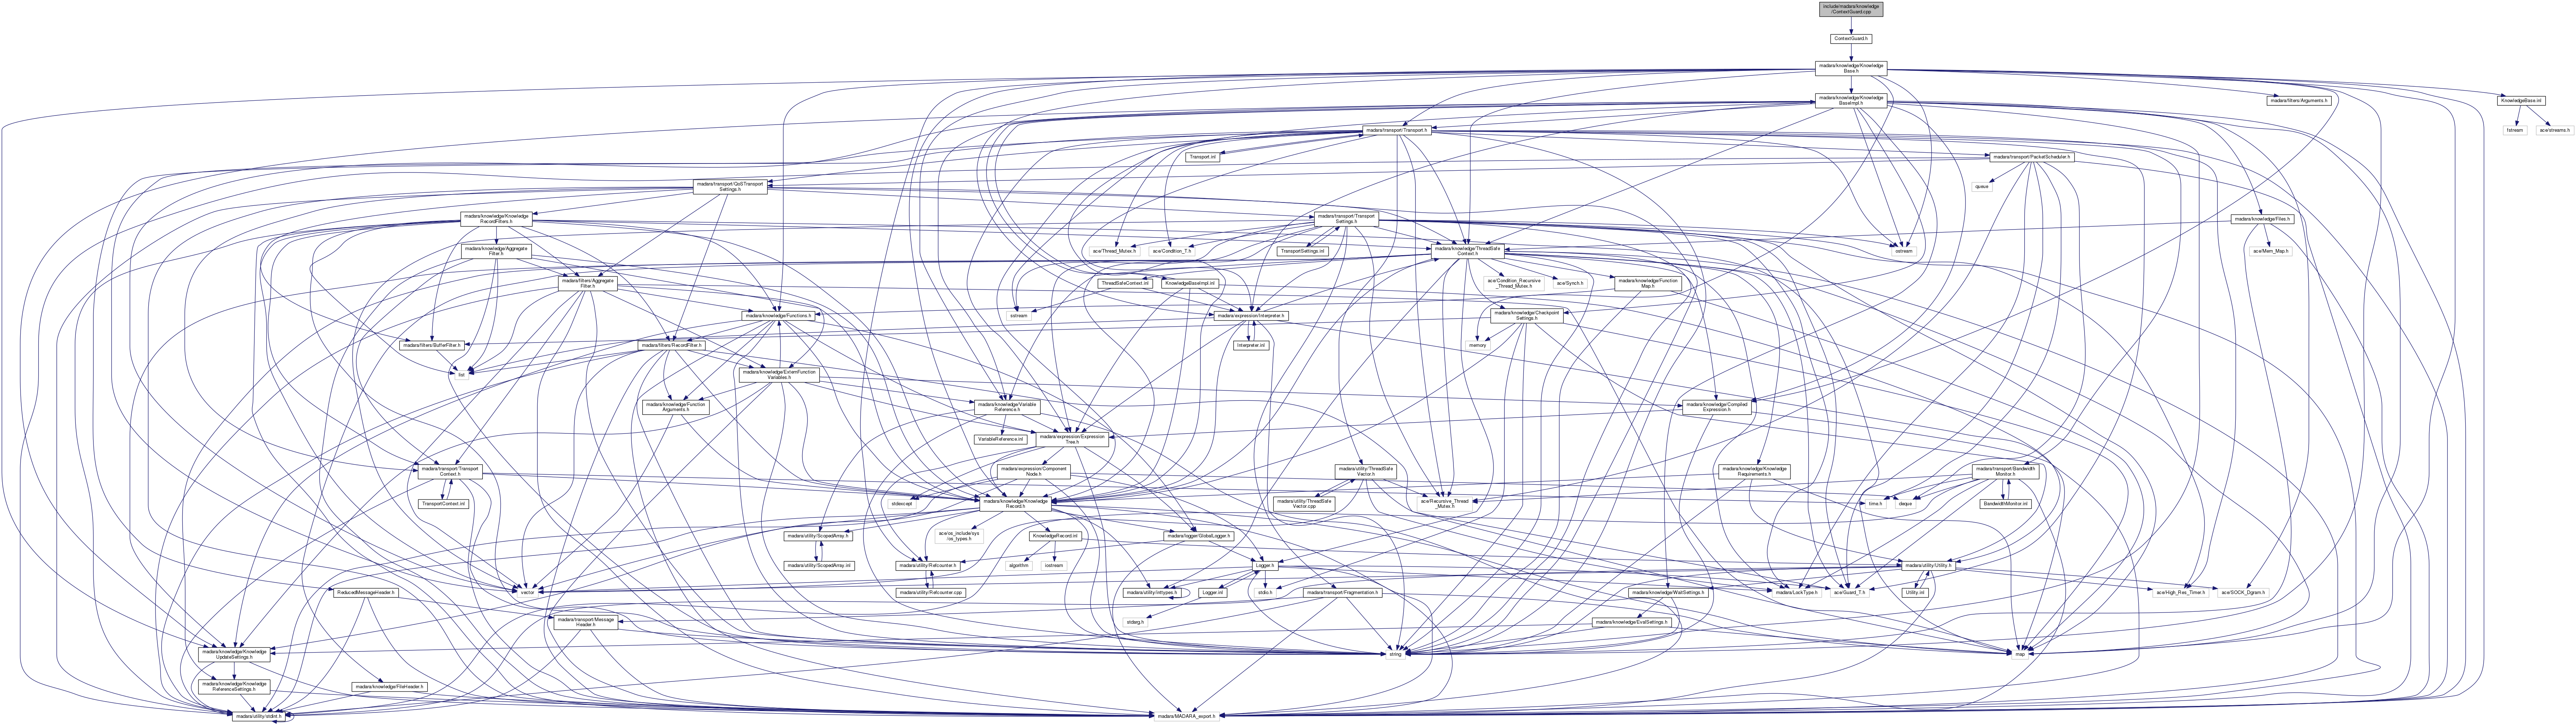 include/madara/knowledge
/ContextGuard.cpp
ContextGuard.h
madara/knowledge/Knowledge
Base.h
madara/knowledge/Knowledge
BaseImpl.h
madara/filters/Arguments.h
KnowledgeBase.inl
madara/transport/Transport.h
fstream
ace/streams.h
Transport.inl
madara/transport/PacketScheduler.h
madara/transport/QoSTransport
Settings.h
queue
madara/knowledge/Knowledge
RecordFilters.h
madara/transport/Transport
Settings.h
madara/knowledge/Files.h
madara/knowledge/Aggregate
Filter.h
ace/Thread_Mutex.h
ace/Condition_T.h
TransportSettings.inl
madara/knowledge/ThreadSafe
Context.h
ace/Mem_Map.h
ostream
madara/filters/Aggregate
Filter.h
ThreadSafeContext.inl
KnowledgeBaseImpl.inl
ace/Condition_Recursive
_Thread_Mutex.h
ace/Synch.h
madara/knowledge/Function
Map.h
madara/knowledge/Functions.h
sstream
madara/expression/Interpreter.h
madara/knowledge/Checkpoint
Settings.h
madara/filters/BufferFilter.h
madara/filters/RecordFilter.h
Interpreter.inl
memory
list
madara/knowledge/ExternFunction
Variables.h
madara/knowledge/Function
Arguments.h
madara/knowledge/Variable
Reference.h
madara/knowledge/Compiled
Expression.h
VariableReference.inl
madara/expression/Expression
Tree.h
madara/transport/Transport
Context.h
madara/expression/Component
Node.h
madara/utility/ThreadSafe
Vector.h
madara/knowledge/Knowledge
Requirements.h
madara/transport/Bandwidth
Monitor.h
TransportContext.inl
stdexcept
madara/knowledge/Knowledge
Record.h
madara/utility/ThreadSafe
Vector.cpp
ace/Recursive_Thread
_Mutex.h
time.h
deque
BandwidthMonitor.inl
madara/utility/ScopedArray.h
ace/os_include/sys
/os_types.h
KnowledgeRecord.inl
madara/logger/GlobalLogger.h
madara/utility/ScopedArray.inl
madara/utility/Refcounter.h
algorithm
iostream
Logger.h
madara/utility/Utility.h
vector
ReducedMessageHeader.h
madara/utility/Refcounter.cpp
madara/utility/inttypes.h
Logger.inl
stdio.h
madara/transport/Fragmentation.h
madara/knowledge/WaitSettings.h
madara/LockType.h
ace/Guard_T.h
Utility.inl
ace/High_Res_Timer.h
ace/SOCK_Dgram.h
madara/transport/Message
Header.h
stdarg.h
madara/knowledge/EvalSettings.h
madara/knowledge/Knowledge
UpdateSettings.h
string
map
madara/knowledge/Knowledge
ReferenceSettings.h
madara/knowledge/FileHeader.h
madara/utility/stdint.h
madara/MADARA_export.h